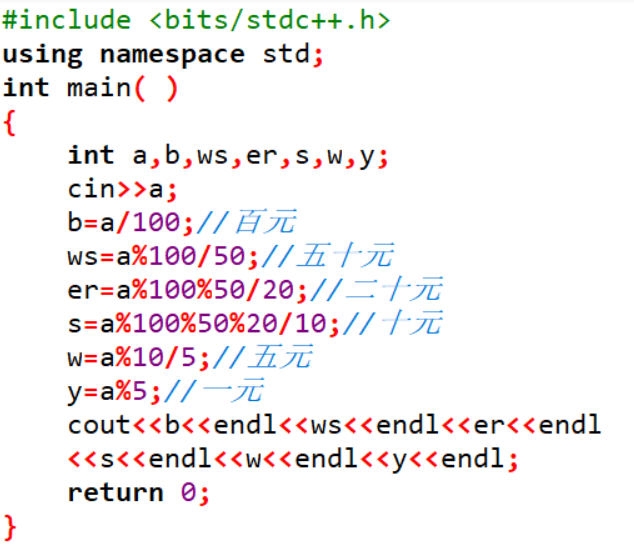 #include <bits/stdc++.h>
using namespace std;
int main( )
{
    int a,b,ws,er,s,w,y;
    cin>>a;
    b=a/100;//百元
    ws=a%100/50;//五十元
    er=a%100%50/20;//二十元
    s=a%100%50%20/10;//十元
    w=a%10/5;//五元
    y=a%5;//一元
    cout<<b<<endl<<ws<<endl<<er<<endl
    <<s<<endl<<w<<endl<<y<<endl;
    return 0;
}